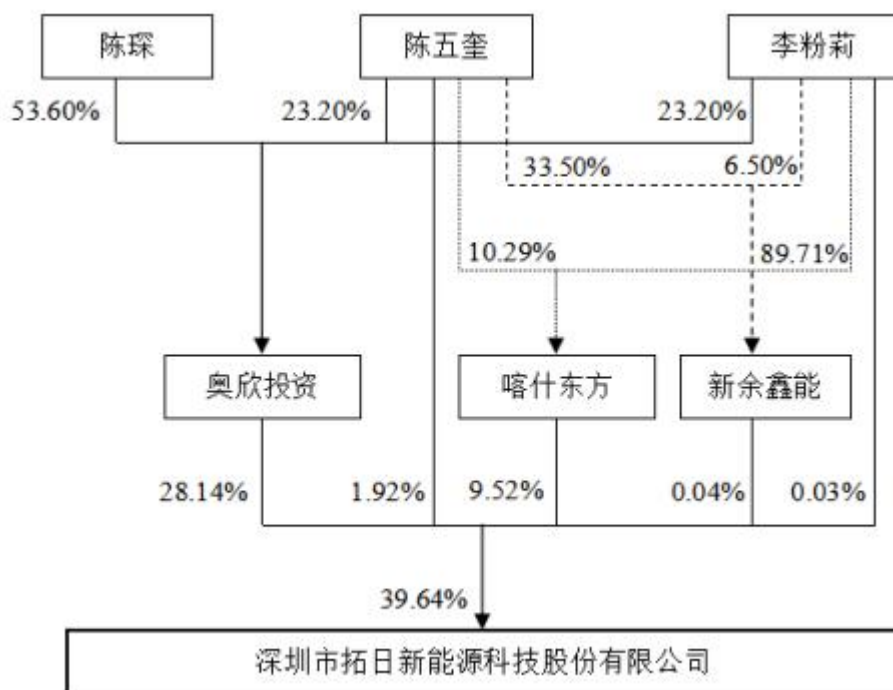 陈琛 陈五奎 李粉莉
53.60% 23.20% 23.20%
33.50% 6.50%
10.29% 89.71%
奥欣投资 喀什东方 新余鑫能
28.14% 1.92% 9.52% 0.04% 0.03%
39.64%
深圳市拓日新能源科技股份有限公司